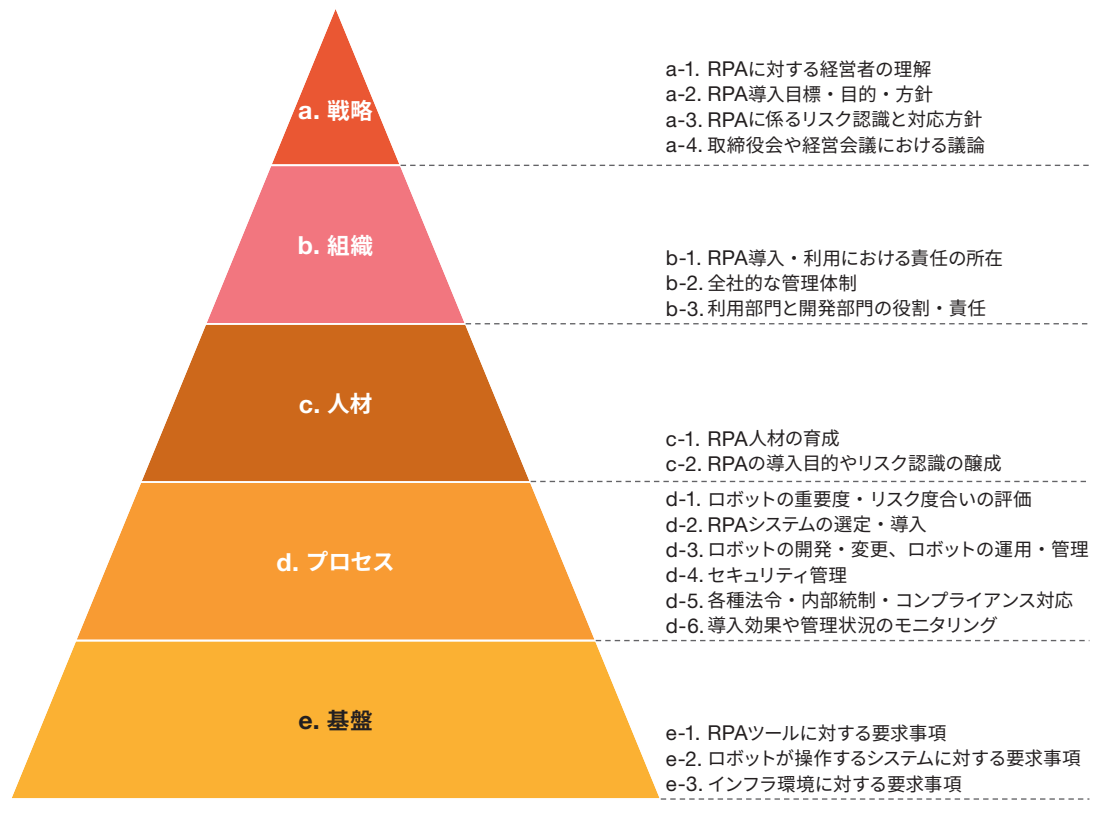 a. 戦略
a-1. RPAに対する経営者の理解
a-2. RPA導入目標・目的・方針
a-3. RPAに係るリスク認識と対応方針
a-4. 取締役会や経営会議における議論
b. 組織
b-1. RPA導入・利用における責任の所在
b-2. 全社的な管理体制
b-3. 利用部門と開発部門の役割・責任
c. 人材
c-1. RPA人材の育成
c-2. RPAの導入目的やリスク認識の醸成
d. プロセス
d-1. ロボットの重要度・リスク度合いの評価
d-2. RPAシステムの選定・導入
d-3. ロボットの開発・変更、ロボットの運用・管理
d-4. セキュリティ管理
d-5. 各種法令・内部統制・コンプライアンス対応
d-6. 導入効果や管理状況のモニタリング
e. 基盤
e-1. RPAツールに対する要求事項
e-2. ロボットが操作するシステムに対する要求事項
e-3. インフラ環境に対する要求事項